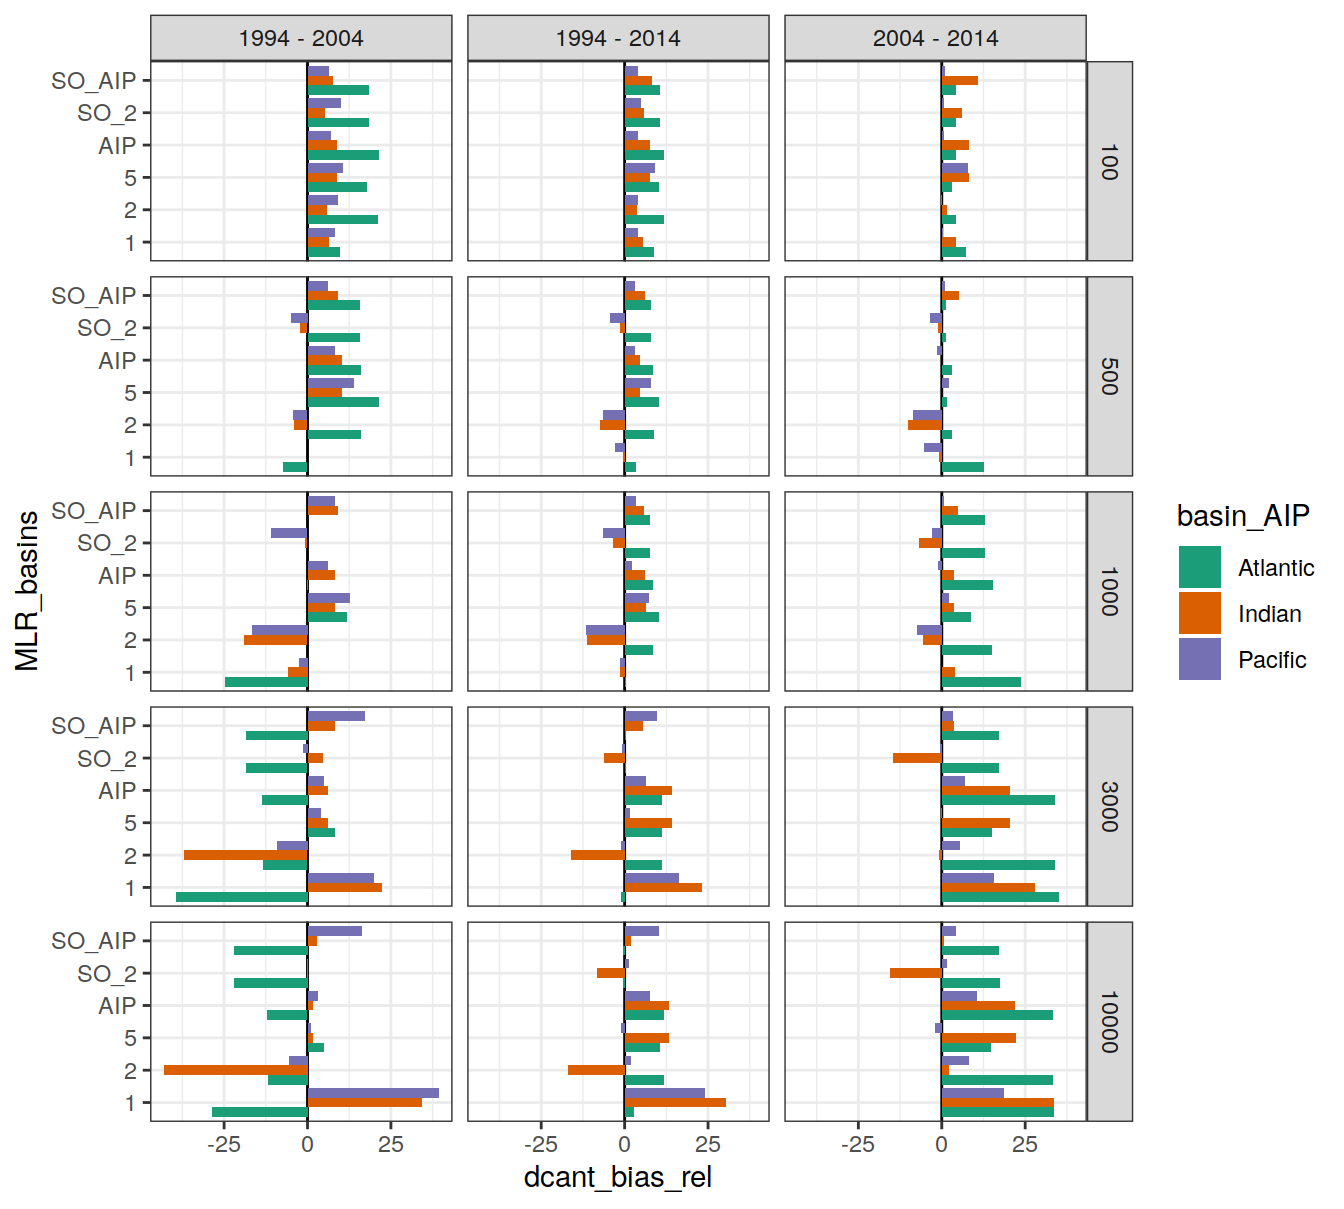 1994 - 2004
1994 - 2014
2004 - 2014
SO_AIP
SO_2
AIP
5
2
1
100
SO_AIP
SO_2
AIP
5
2
1
500
SO_AIP
SO_2
AIP
5
2
1
1000
SO_AIP
SO_2
AIP
5
2
1
3000
SO_AIP
SO_2
AIP
5
2
1
10000
-25 0 25
-25 0 25
-25 0 25
dcant_bias_rel
MLR_basins
basin_AIP
Atlantic
Indian
Pacific